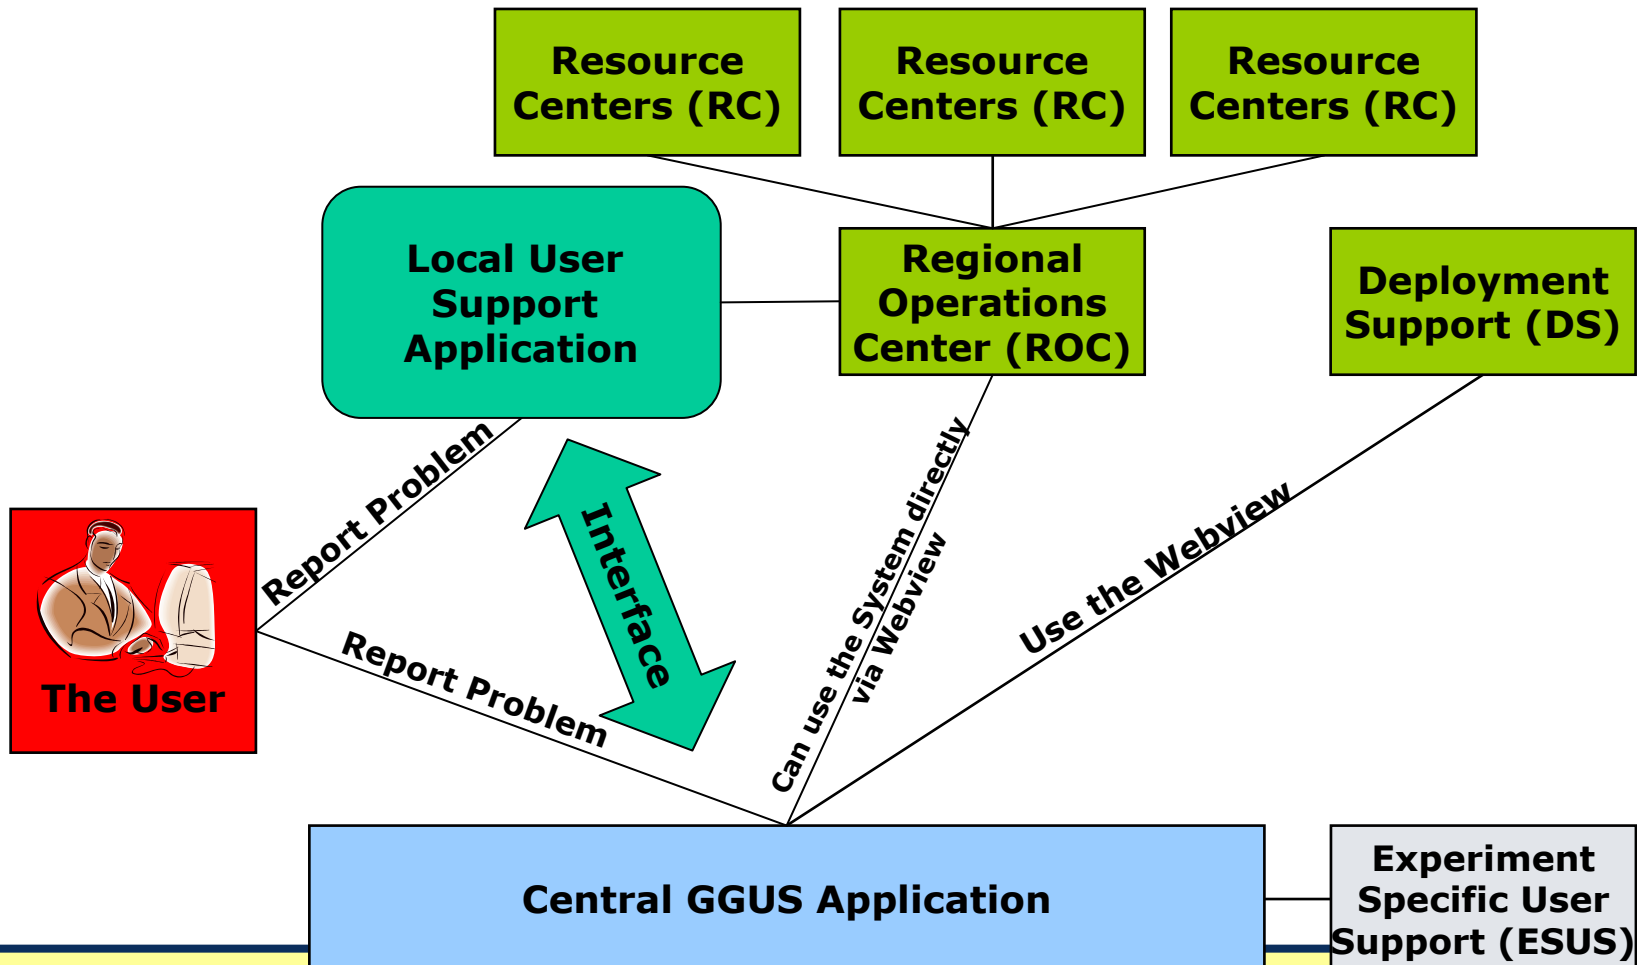 Resource
Centers (RC)
Resource
Centers (RC)
Resource
Centers (RC)
Local User
Support
Application
Regional
Operations
Center (ROC)
Deployment
Support (DS)
Report Problem
Interface
Can use the System directly
via Webview
Use the Webview
Report Problem
The User
Central GGUS Application
Experiment
Specific User
Support (ESUS)